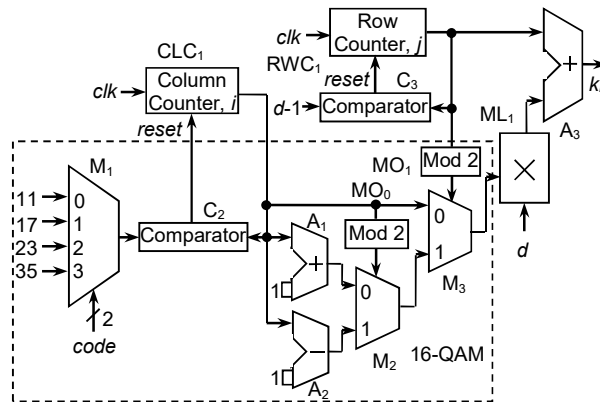 CLC1
clk
Column
Counter, i
reset
clk
Row
Counter, j
RWC1
reset
C3
d-1
Comparator
A3
+
ML1
×
d
MO1
Mod 2
M1
11
17
23
35
0
1
2
3
2
code
C2
Comparator
MO0
Mod 2
A1
+
1
A2
−
1
M2
0
1
M3
0
1
16-QAM